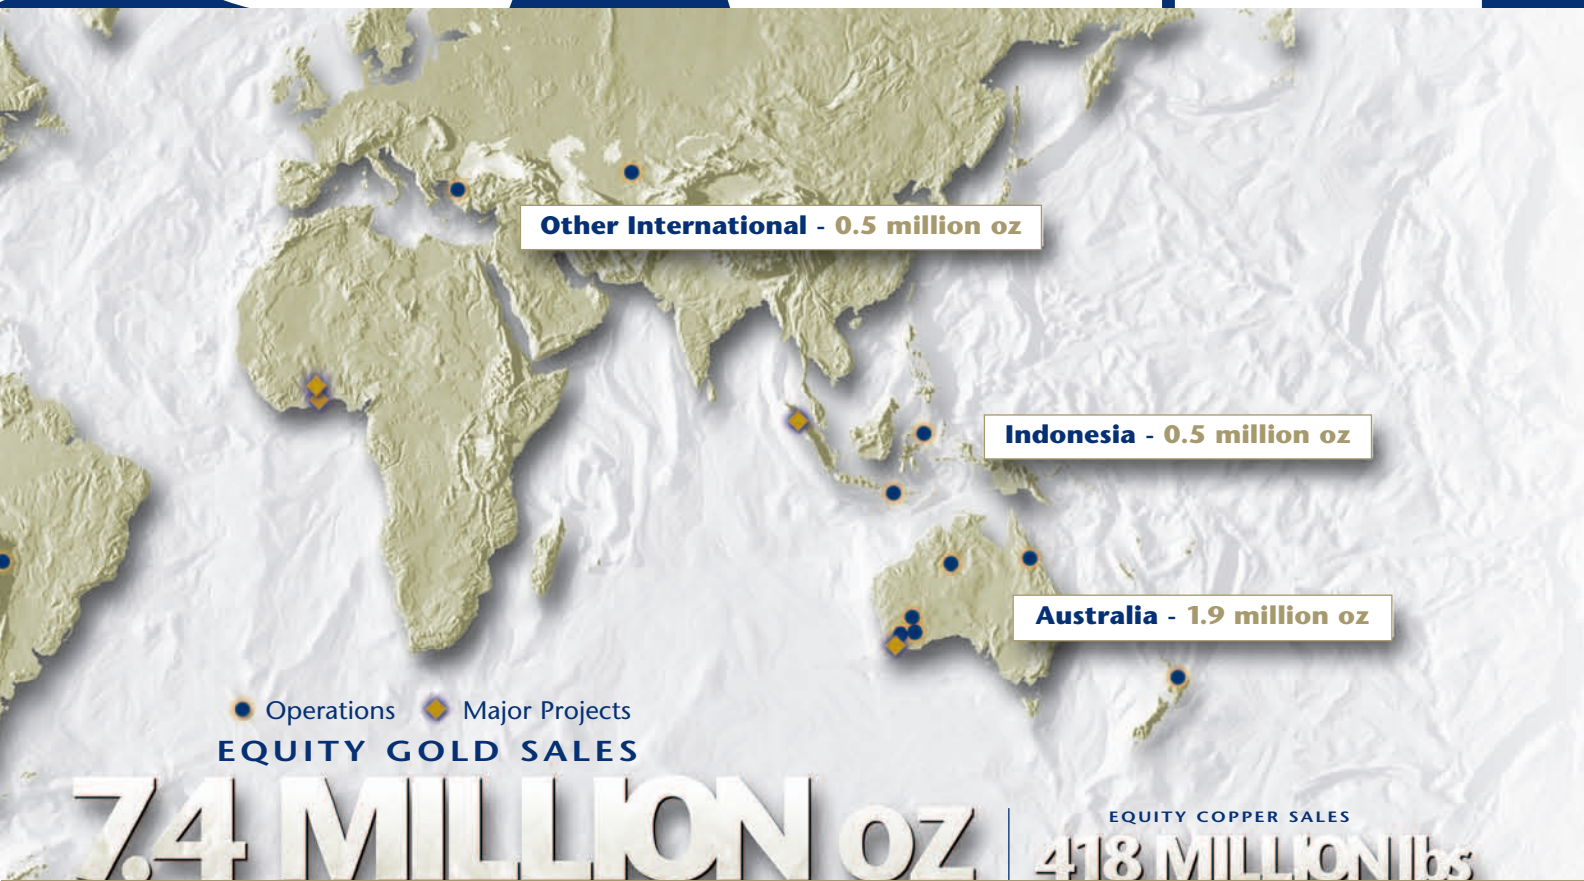 Other International - 0.5 million oz
Indonesia - 0.5 million oz
Australia - 1.9 million oz
Operations Major Projects
EQUITY GOLD SALES
7.4 MILLION oz
EQUITY COPPER SALES
418 MILLION lbs